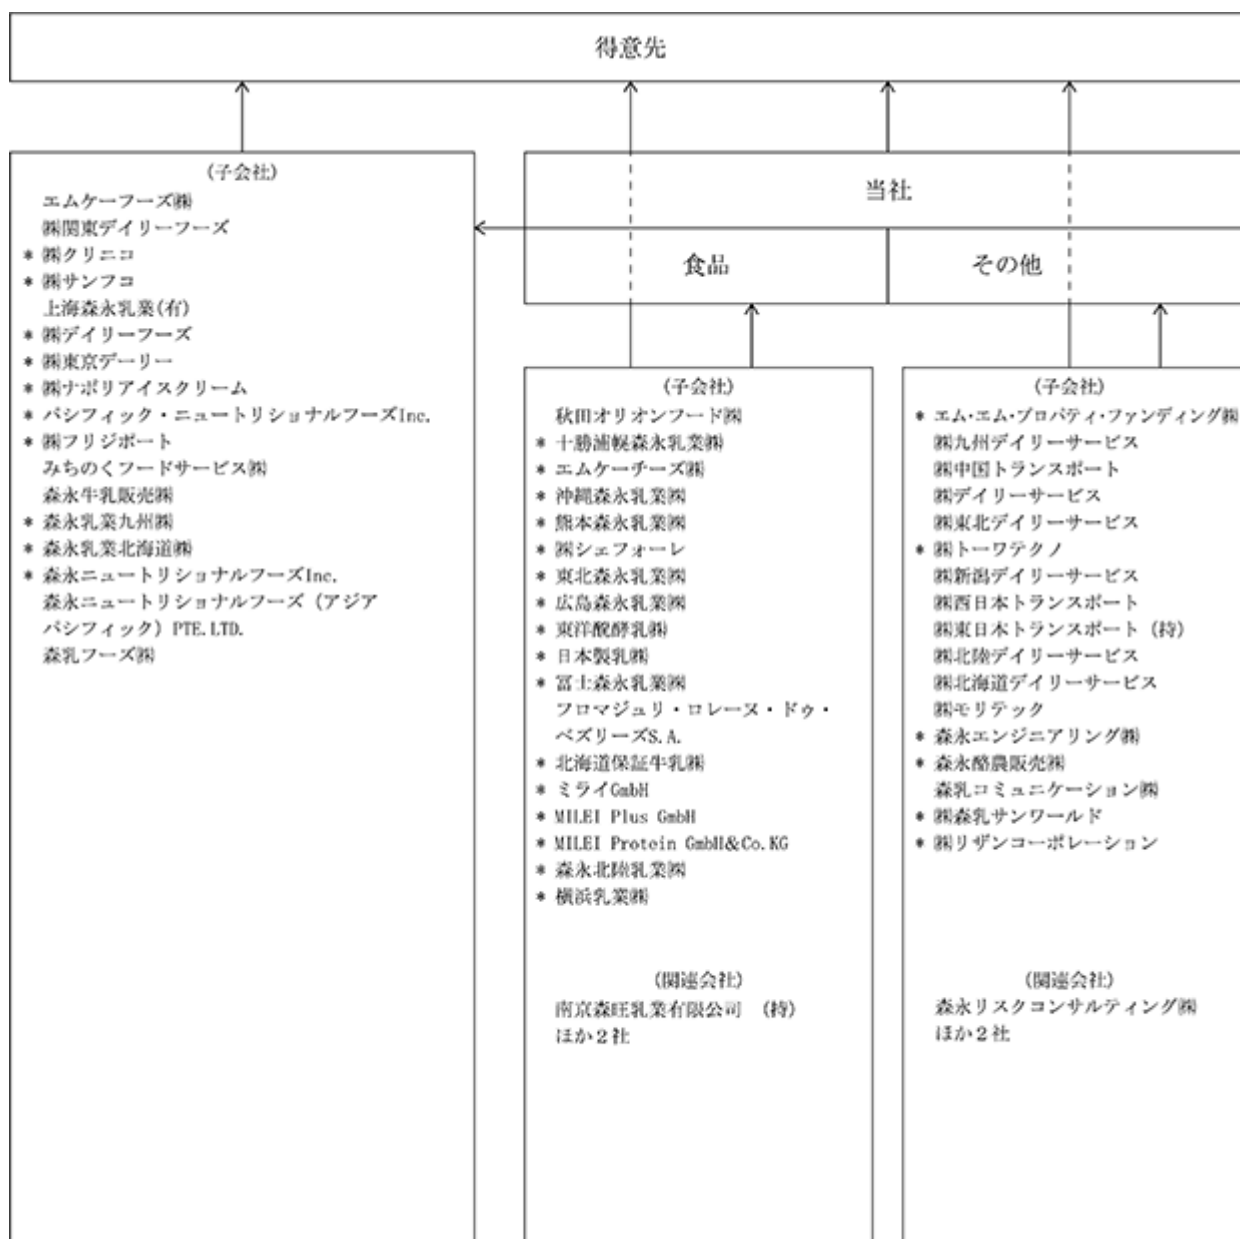 得意先
(子会社)
エムケーフーズ㈱
㈱関東デイリーフーズ
* ㈱クリニコ
* ㈱サンフコ
上海森永乳業(有)
* ㈱デイリーフーズ
* ㈱東京デーリー
* ㈱ナポリアイスクリーム
* パシフィック・ニュートリショナルフーズInc.
* ㈱フリジポート
みちのくフードサービス㈱
森永牛乳販売㈱
* 森永乳業九州㈱
* 森永乳業北海道㈱
* 森永ニュートリショナルフーズInc.
森永ニュートリショナルフーズ（アジア
パシフィック）PTE.LTD.
森乳フーズ㈱
当社
食品
その他
(子会社)
秋田オリオンフード㈱
* 十勝浦幌森永乳業㈱
* エムケーチーズ㈱
* 沖縄森永乳業㈱
* 熊本森永乳業㈱
* ㈱シェフォーレ
* 東北森永乳業㈱
* 広島森永乳業㈱
* 東洋醗酵乳㈱
* 日本製乳㈱
* 冨士森永乳業㈱
フロマジュリ・ロレーヌ・ドゥ・
ベズリーズS.A.
* 北海道保証牛乳㈱
* ミライGmbH
* MILEI Plus GmbH
* MILEI Protein GmbH&Co.KG
* 森永北陸乳業㈱
* 横浜乳業㈱
(関連会社)
南京森旺乳業有限公司 （持）
ほか２社
(子会社)
* エム・エム・プロパティ・ファンディング㈱
㈱九州デイリーサービス
㈱中国トランスポート
㈱デイリーサービス
㈱東北デイリーサービス
* ㈱トーワテクノ
㈱新潟デイリーサービス
㈱西日本トランスポート
㈱東日本トランスポート（持）
㈱北陸デイリーサービス
㈱北海道デイリーサービス
㈱モリテック
* 森永エンジニアリング㈱
* 森永酪農販売㈱
森乳コミュニケーション㈱
* ㈱森乳サンワールド
* ㈱リザンコーポレーション
(関連会社)
森永リスクコンサルティング㈱
ほか２社